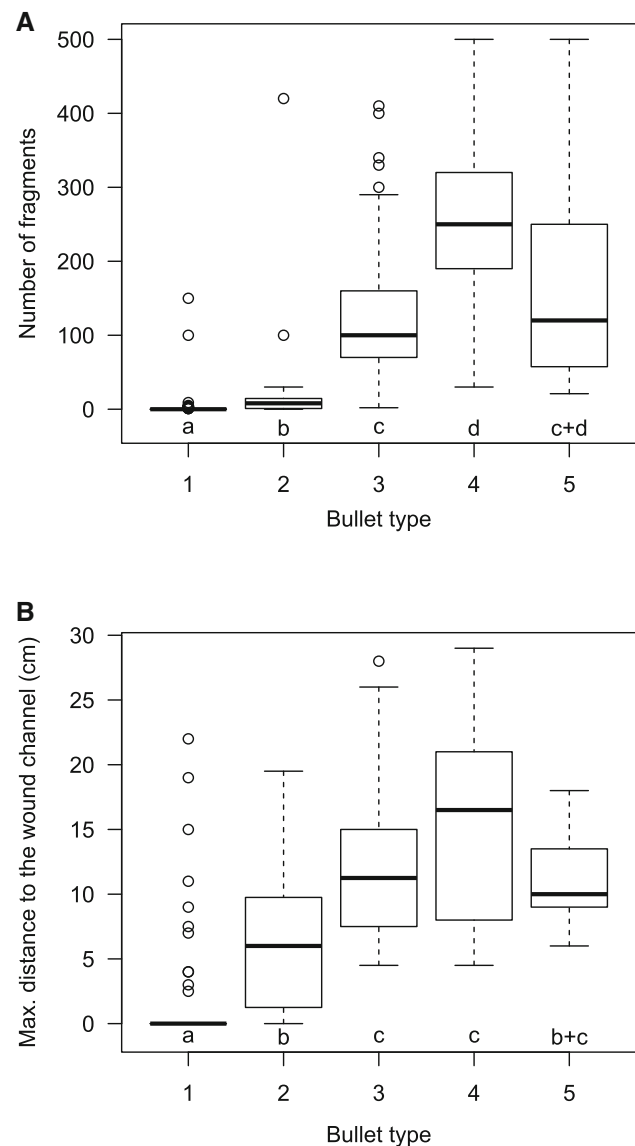 A
Number of fragments
500
400
300
200
100
0
a b c d c+d
1 2 3 4 5
Bullet type
B
Max. distance to the wound channel (cm)
30
25
20
15
10
5
0
a b c c b+c
1 2 3 4 5
Bullet type